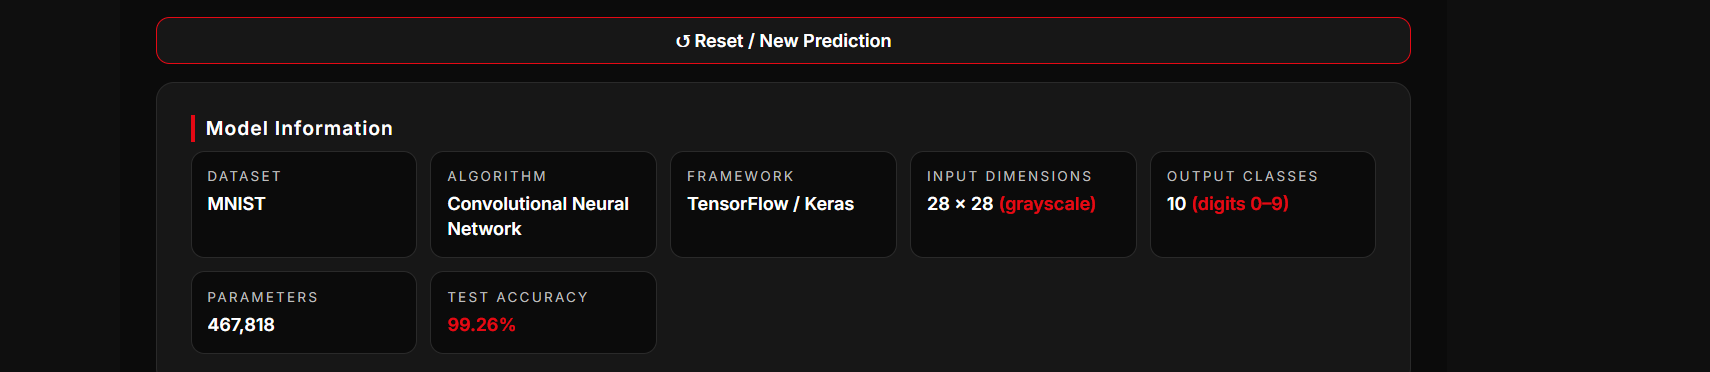 ↺ Reset / New Prediction
Model Information
DATASET
MNIST
ALGORITHM
Convolutional Neural
Network
FRAMEWORK
TensorFlow / Keras
INPUT DIMENSIONS
28 × 28 (grayscale)
OUTPUT CLASSES
10 (digits 0–9)
PARAMETERS
467,818
TEST ACCURACY
99.26%